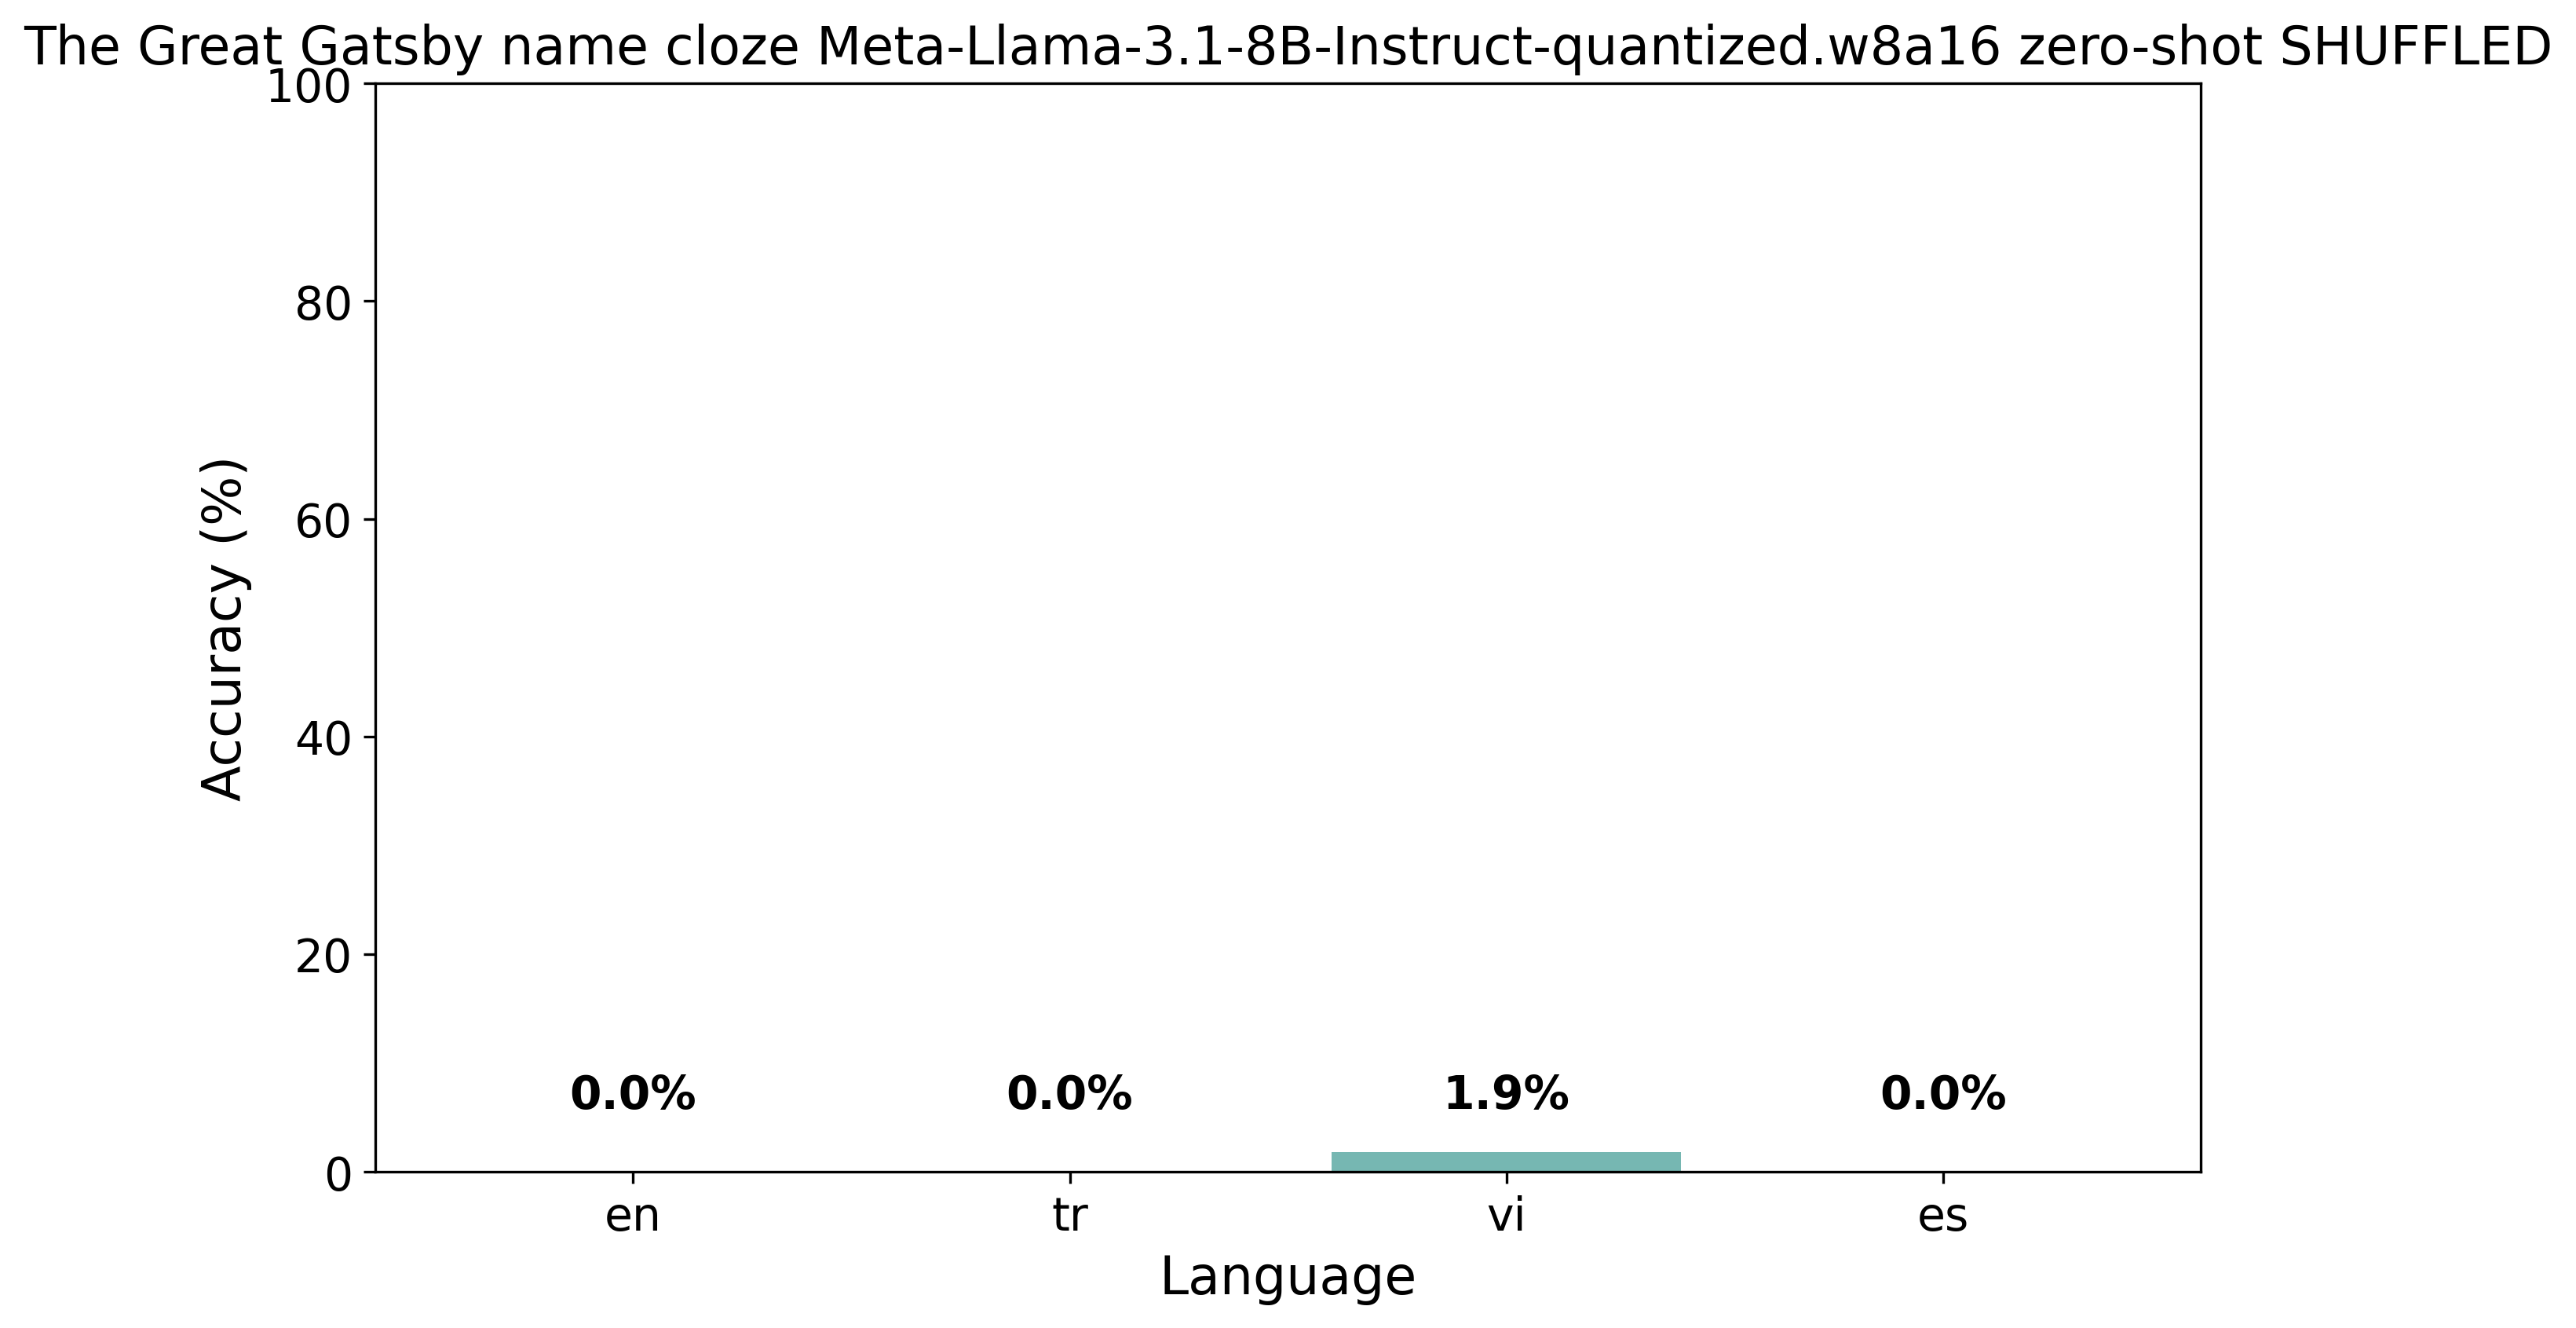 The Great Gatsby name cloze Meta-Llama-3.1-8B-Instruct-quantized.w8a16 zero-shot SHUFFLED
100
80
60
40
20
0
Accuracy (%)
0.0%
0.0%
1.9%
0.0%
en
tr
vi
es
Language